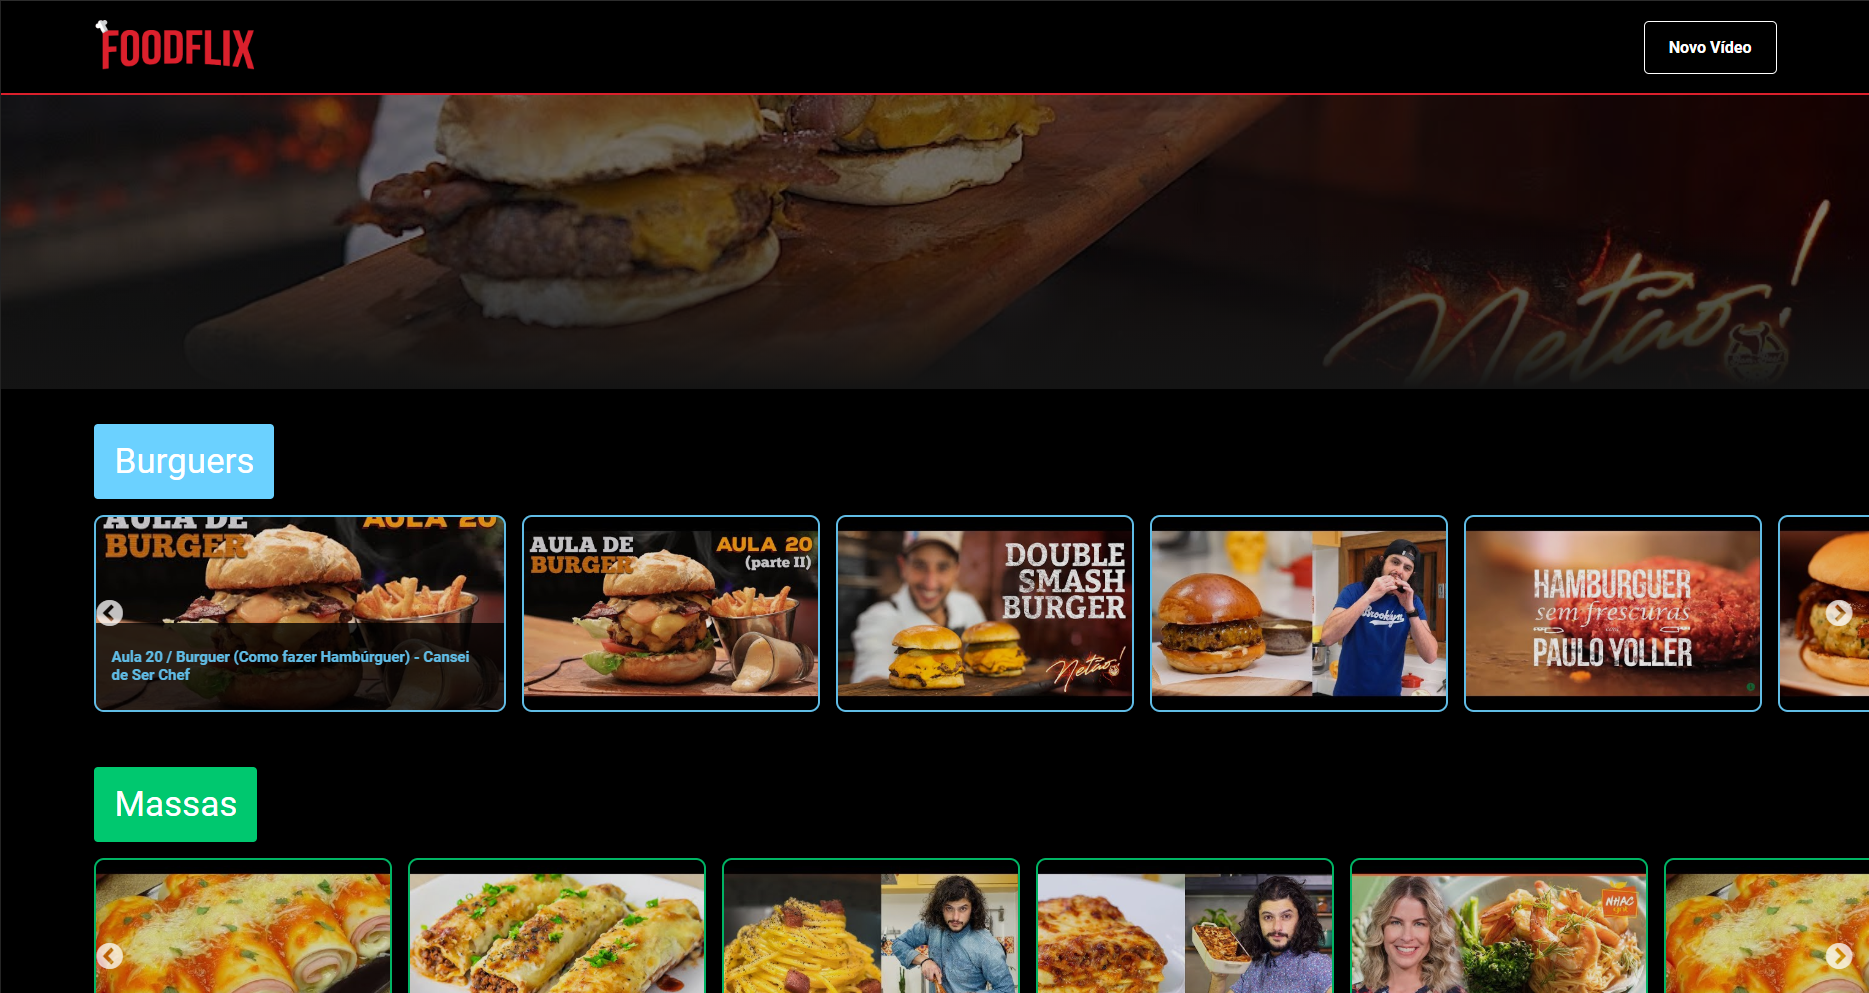 FOODFLIX
Novo Vídeo
Netão!
Burguers
AULA DE
BURGER
AULA 20
Aula 20 / Burguer (Como fazer Hambúrguer) - Cansei
de Ser Chef
AULA DE
BURGER
AULA 20
(parte II)
DOUBLE
SMASH
BURGER
Netão!
Brooklyn
HAMBURGUER
sem frescuras
PAULO YOLLER
Massas
NHAC